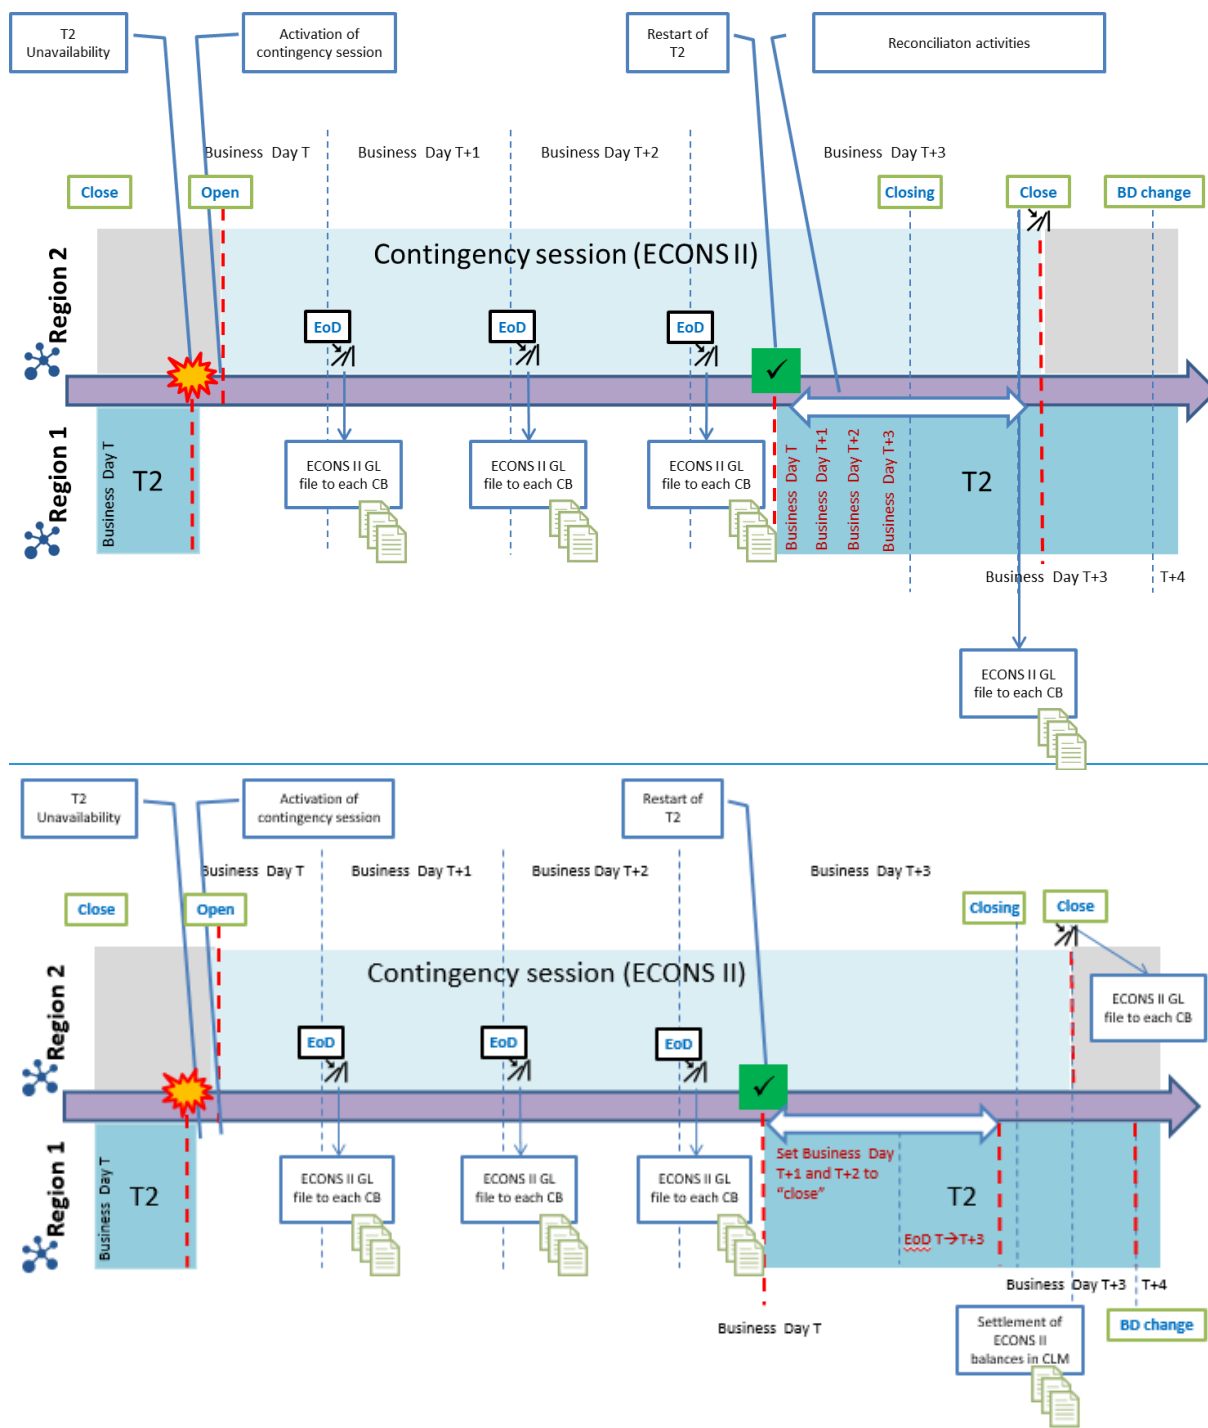 T2
Unavailability
Activation of
contingency session
Restart of
T2
Reconciliaton activities
Business Day T
Business Day T+1
Business Day T+2
Business Day T+3
Close
Open
Closing
Close
BD change
Region 2
Contingency session (ECONS II)
EoD
EoD
EoD
Region 1
Business Day T
T2
ECONS II GL
file to each CB
ECONS II GL
file to each CB
ECONS II GL
file to each CB
Business Day T
Business Day T+1
Business Day T+2
Business Day T+3
T2
Business Day T+3
T+4
ECONS II GL
file to each CB
T2
Unavailability
Activation of
contingency session
Restart of
T2
Business Day T
Business Day T+1
Business Day T+2
Business Day T+3
Close
Open
Closing
Close
Region 2
Contingency session (ECONS II)
ECONS II GL
file to each CB
EoD
EoD
EoD
Region 1
Business Day T
T2
ECONS II GL
file to each CB
ECONS II GL
file to each CB
ECONS II GL
file to each CB
Set Business Day
T+1 and T+2 to
"close"
T2
EoD T→T+3
Business Day T+3
T+4
Business Day T
Settlement of
ECONS II
balances in CLM
BD change